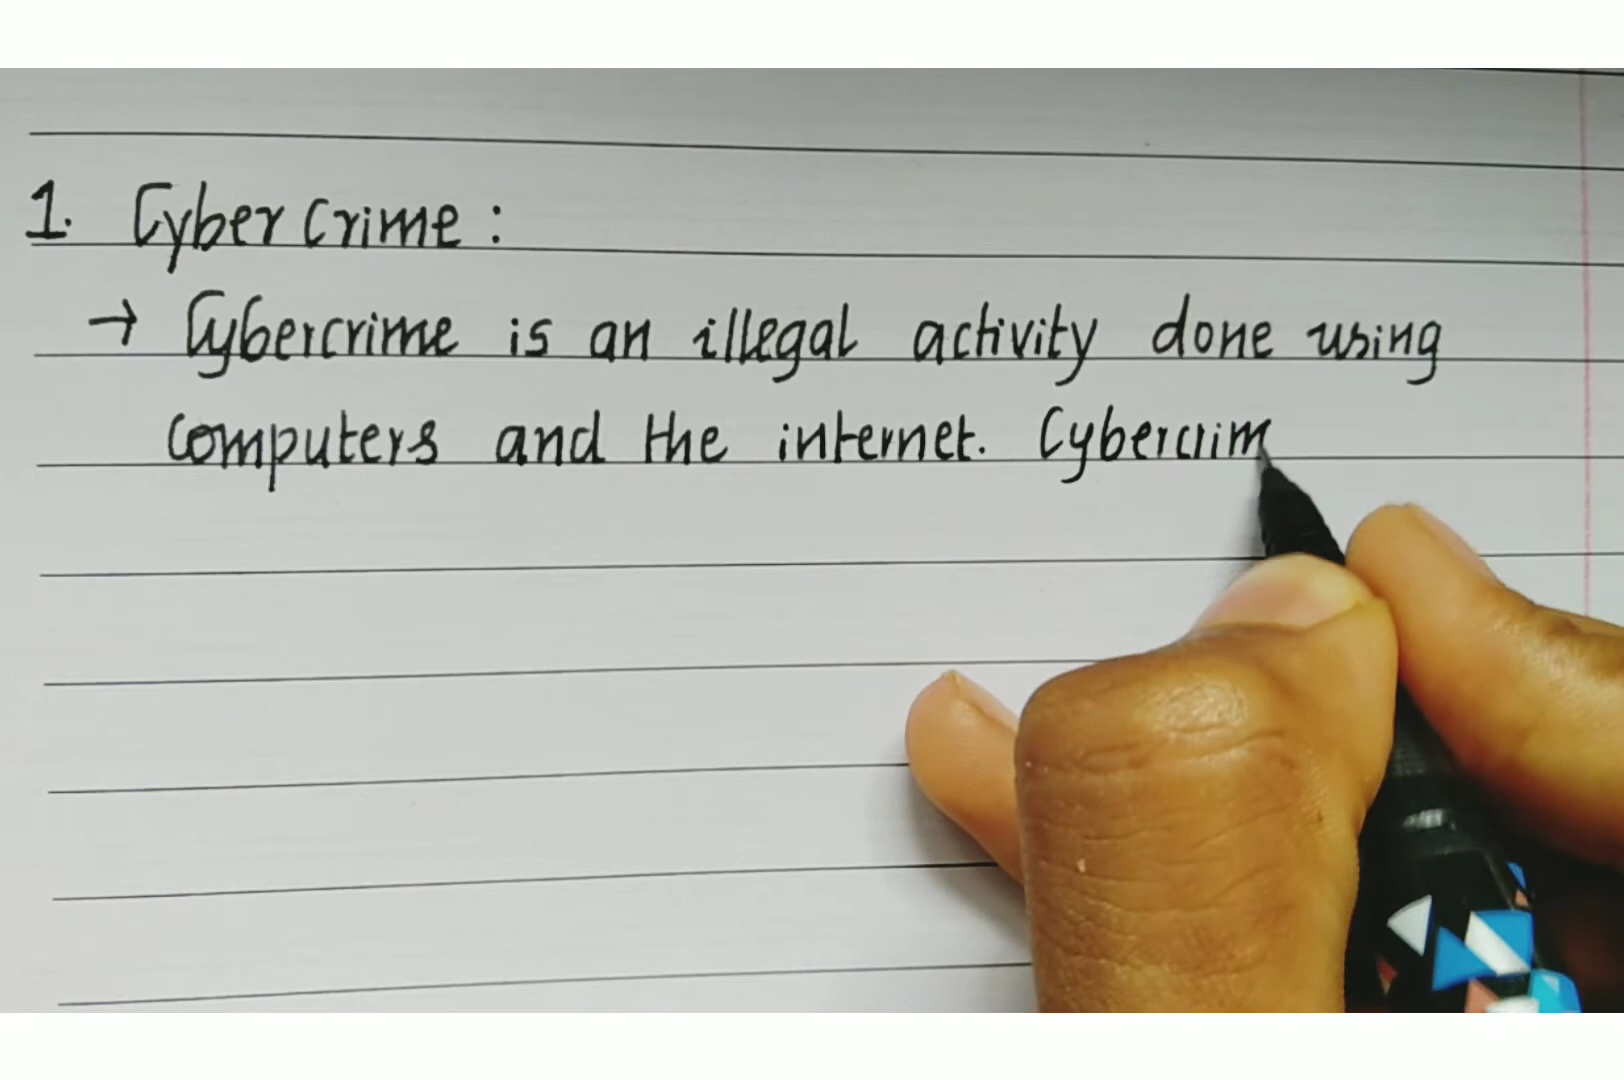 1. Cyber Crime :
→ Cybercrime is an illegal activity done using
computers and the internet. Cybercrim